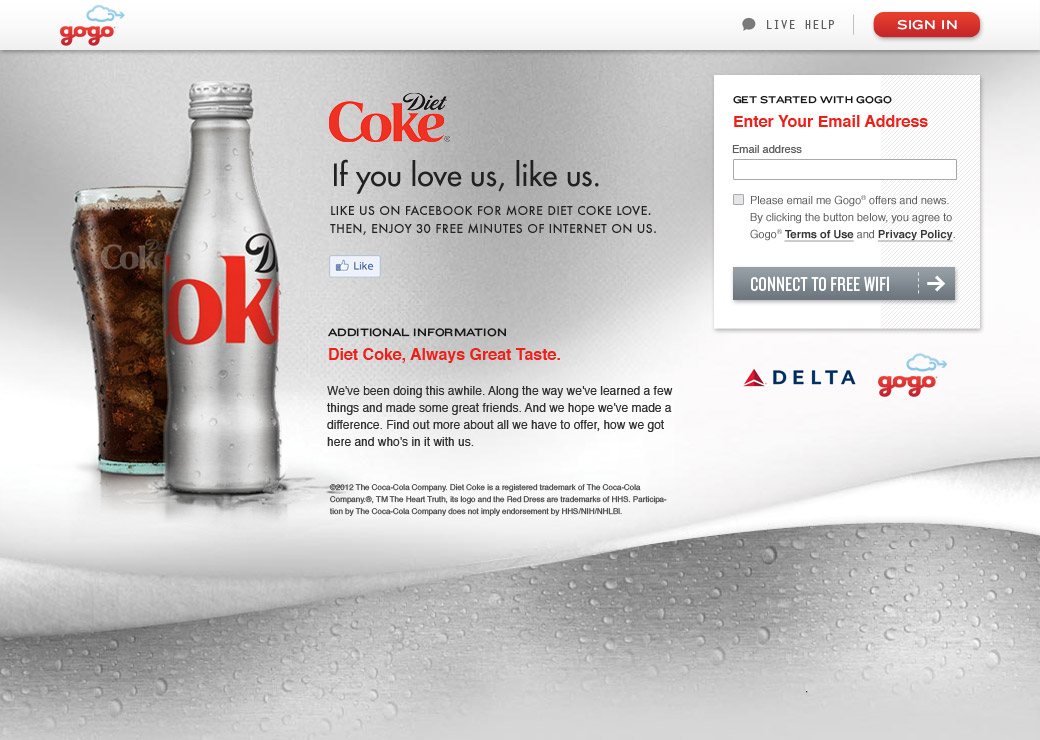 gogo
LIVE HELP
SIGN IN
Diet
Coke®
If you love us, like us.
LIKE US ON FACEBOOK FOR MORE DIET COKE LOVE.
THEN, ENJOY 30 FREE MINUTES OF INTERNET ON US.
Like
Coke
D
oke
ADDITIONAL INFORMATION
Diet Coke, Always Great Taste.
We've been doing this awhile. Along the way we've learned a few
things and made some great friends. And we hope we've made a
difference. Find out more about all we have to offer, how we got
here and who's in it with us.
©2012 The Coca-Cola Company. Diet Coke is a registered trademark of The Coca-Cola
Company.®, TM The Heart Truth, its logo and the Red Dress are trademarks of HHS. Participa-
tion by The Coca-Cola Company does not imply endorsement by HHS/NIH/NHLBI.
GET STARTED WITH GOGO
Enter Your Email Address
Email address
Please email me Gogo® offers and news.
By clicking the button below, you agree to
Gogo® Terms of Use and Privacy Policy.
CONNECT TO FREE WIFI
DELTA
gogo